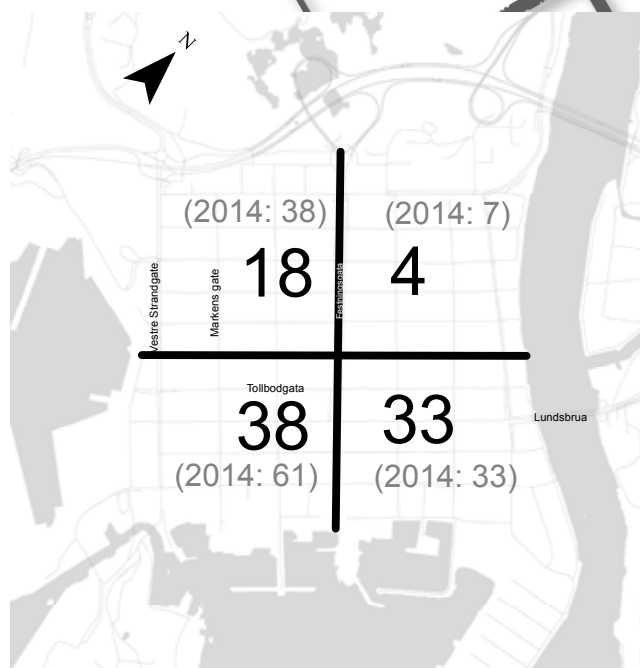 N
(2014: 38)
(2014: 7)
18
4
Vestre Strandgate
Markens gate
Festningsgata
Tollbodgata
38
33
Lundsbrua
(2014: 61)
(2014: 33)